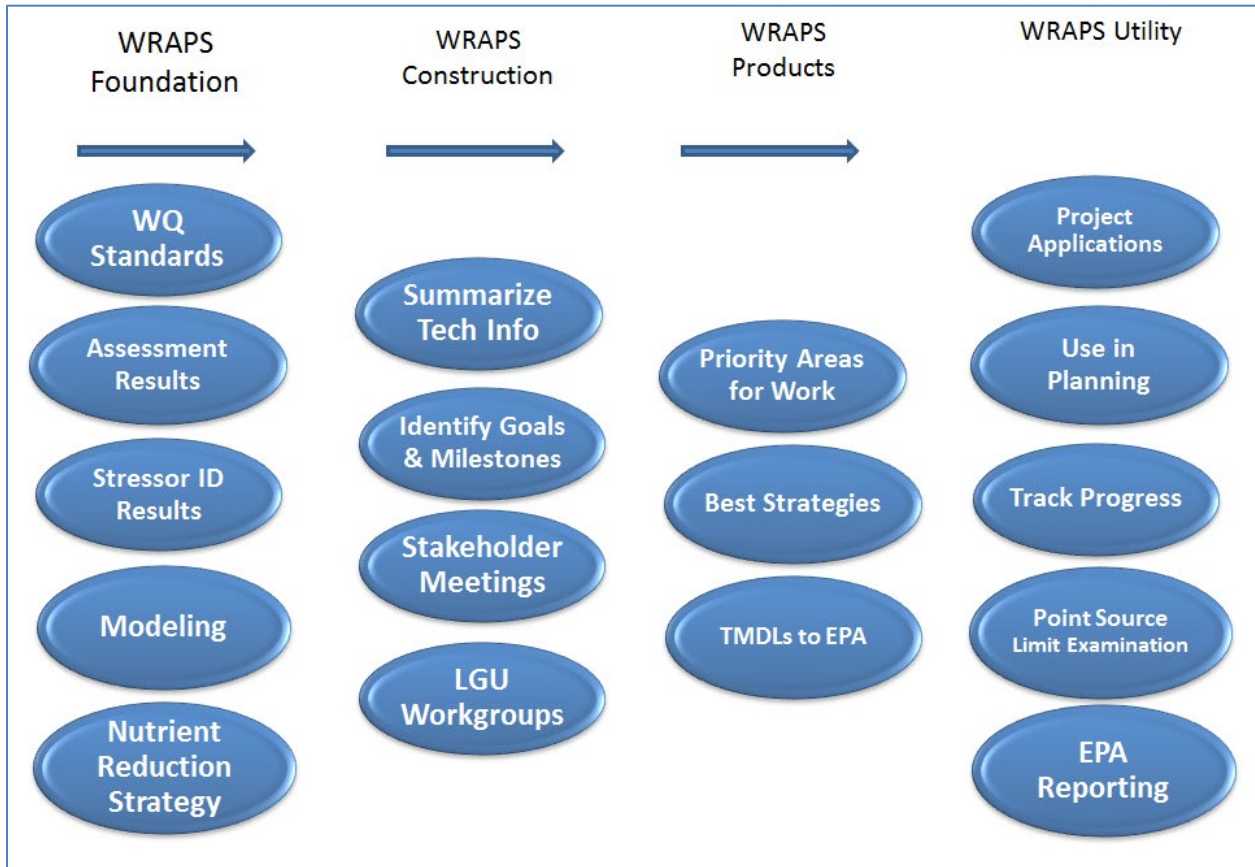 WRAPS
Foundation
WRAPS
Construction
WRAPS
Products
WRAPS Utility
WQ
Standards
Assessment
Results
Stressor ID
Results
Modeling
Nutrient
Reduction
Strategy
Summarize
Tech Info
Identify Goals
& Milestones
Stakeholder
Meetings
LGU
Workgroups
Priority Areas
for Work
Best Strategies
TMDLs to EPA
Project
Applications
Use in
Planning
Track Progress
Point Source
Limit Examination
EPA
Reporting